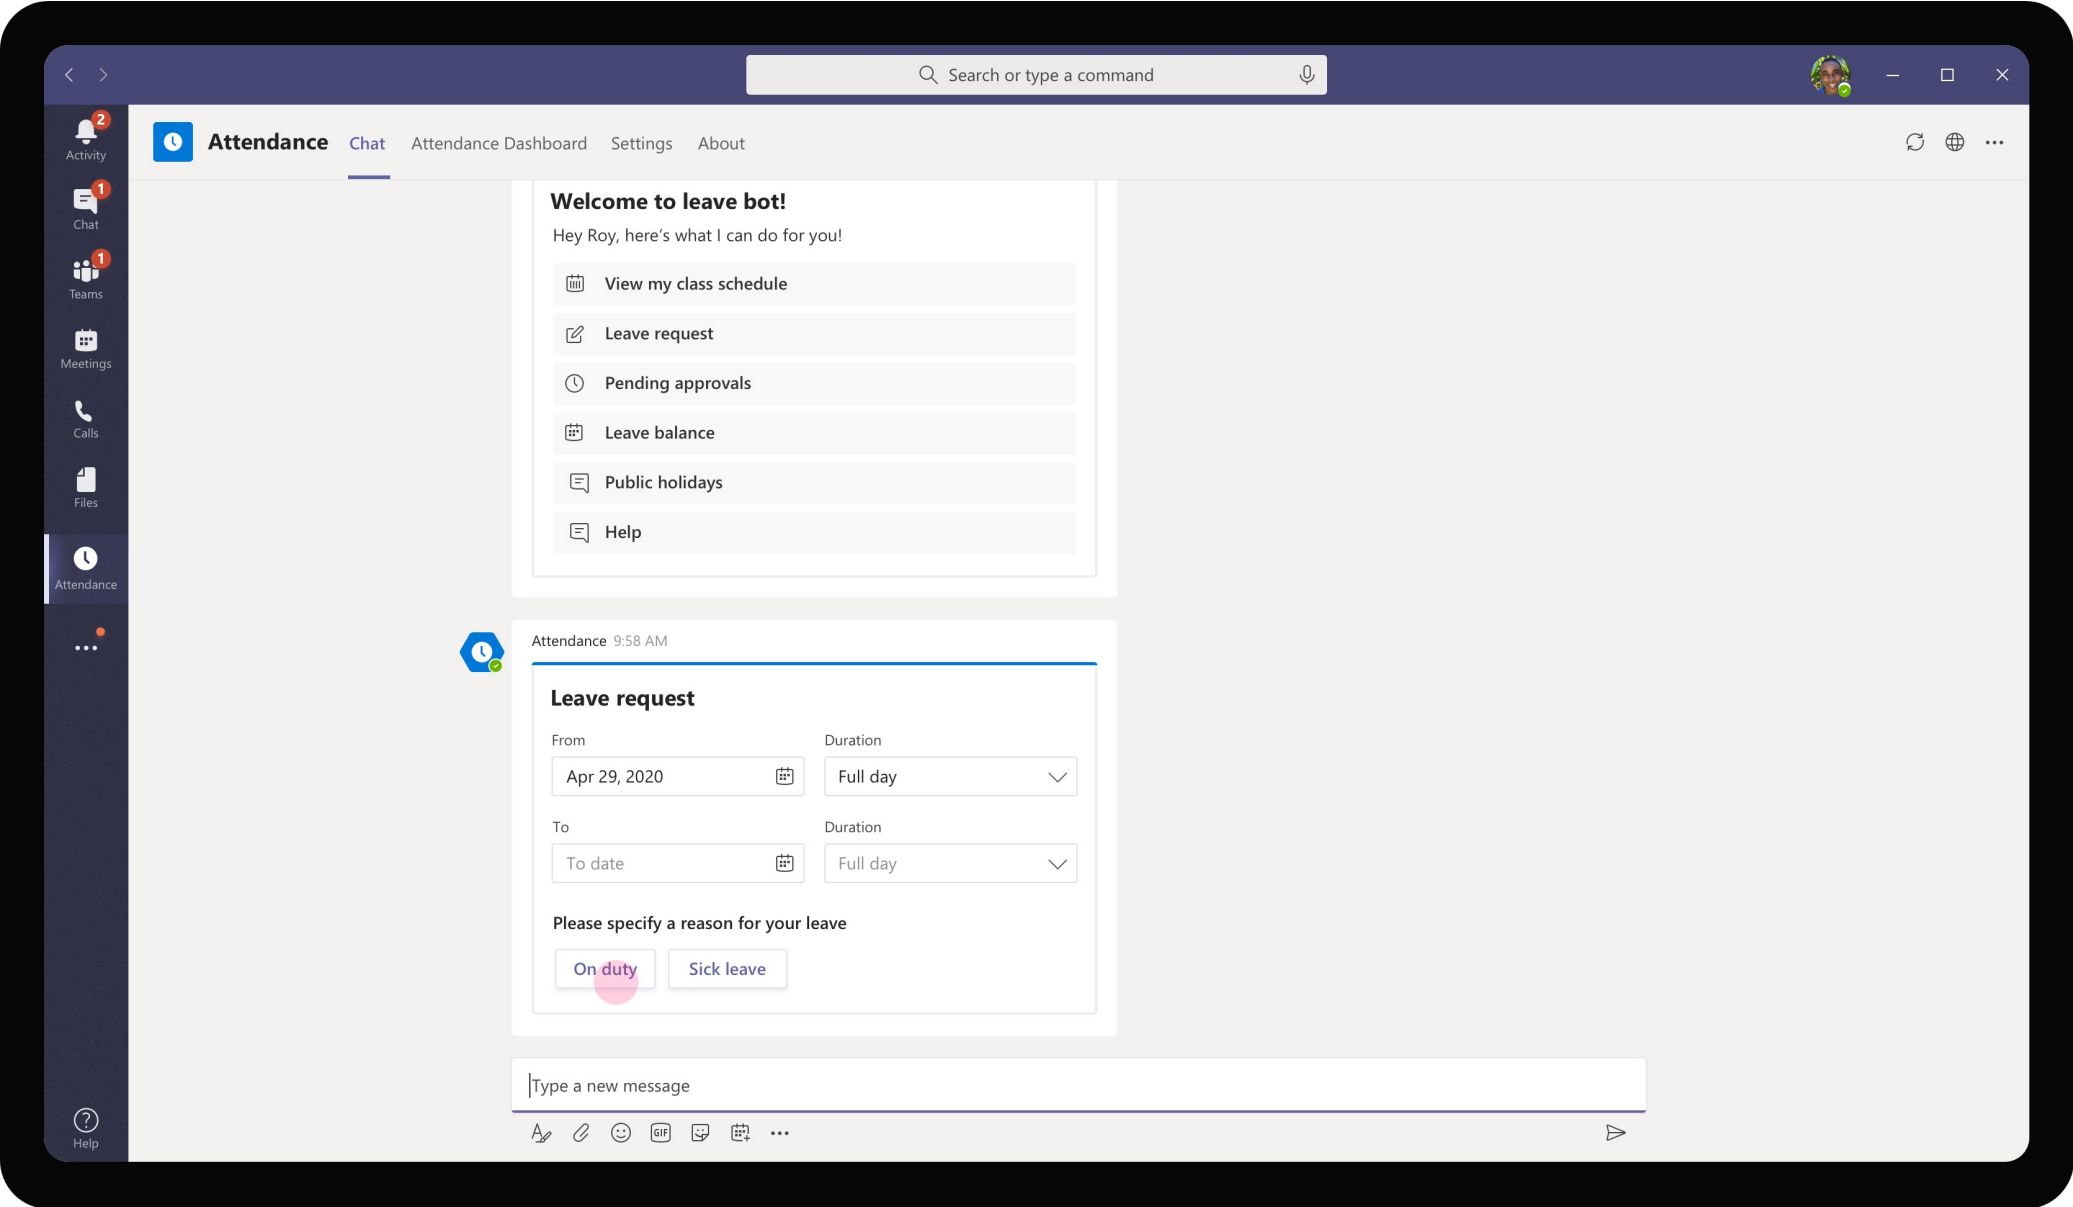 Search or type a command
2
Activity
1
Chat
1
Teams
Meetings
Calls
Files
Attendance
Help
Attendance Chat Attendance Dashboard Settings About
Welcome to leave bot!
Hey Roy, here's what I can do for you!
View my class schedule
Leave request
Pending approvals
Leave balance
Public holidays
Help
Attendance 9:58 AM
Leave request
From Duration
Apr 29, 2020 Full day
To Duration
To date Full day
Please specify a reason for your leave
On duty Sick leave
Type a new message
GIF